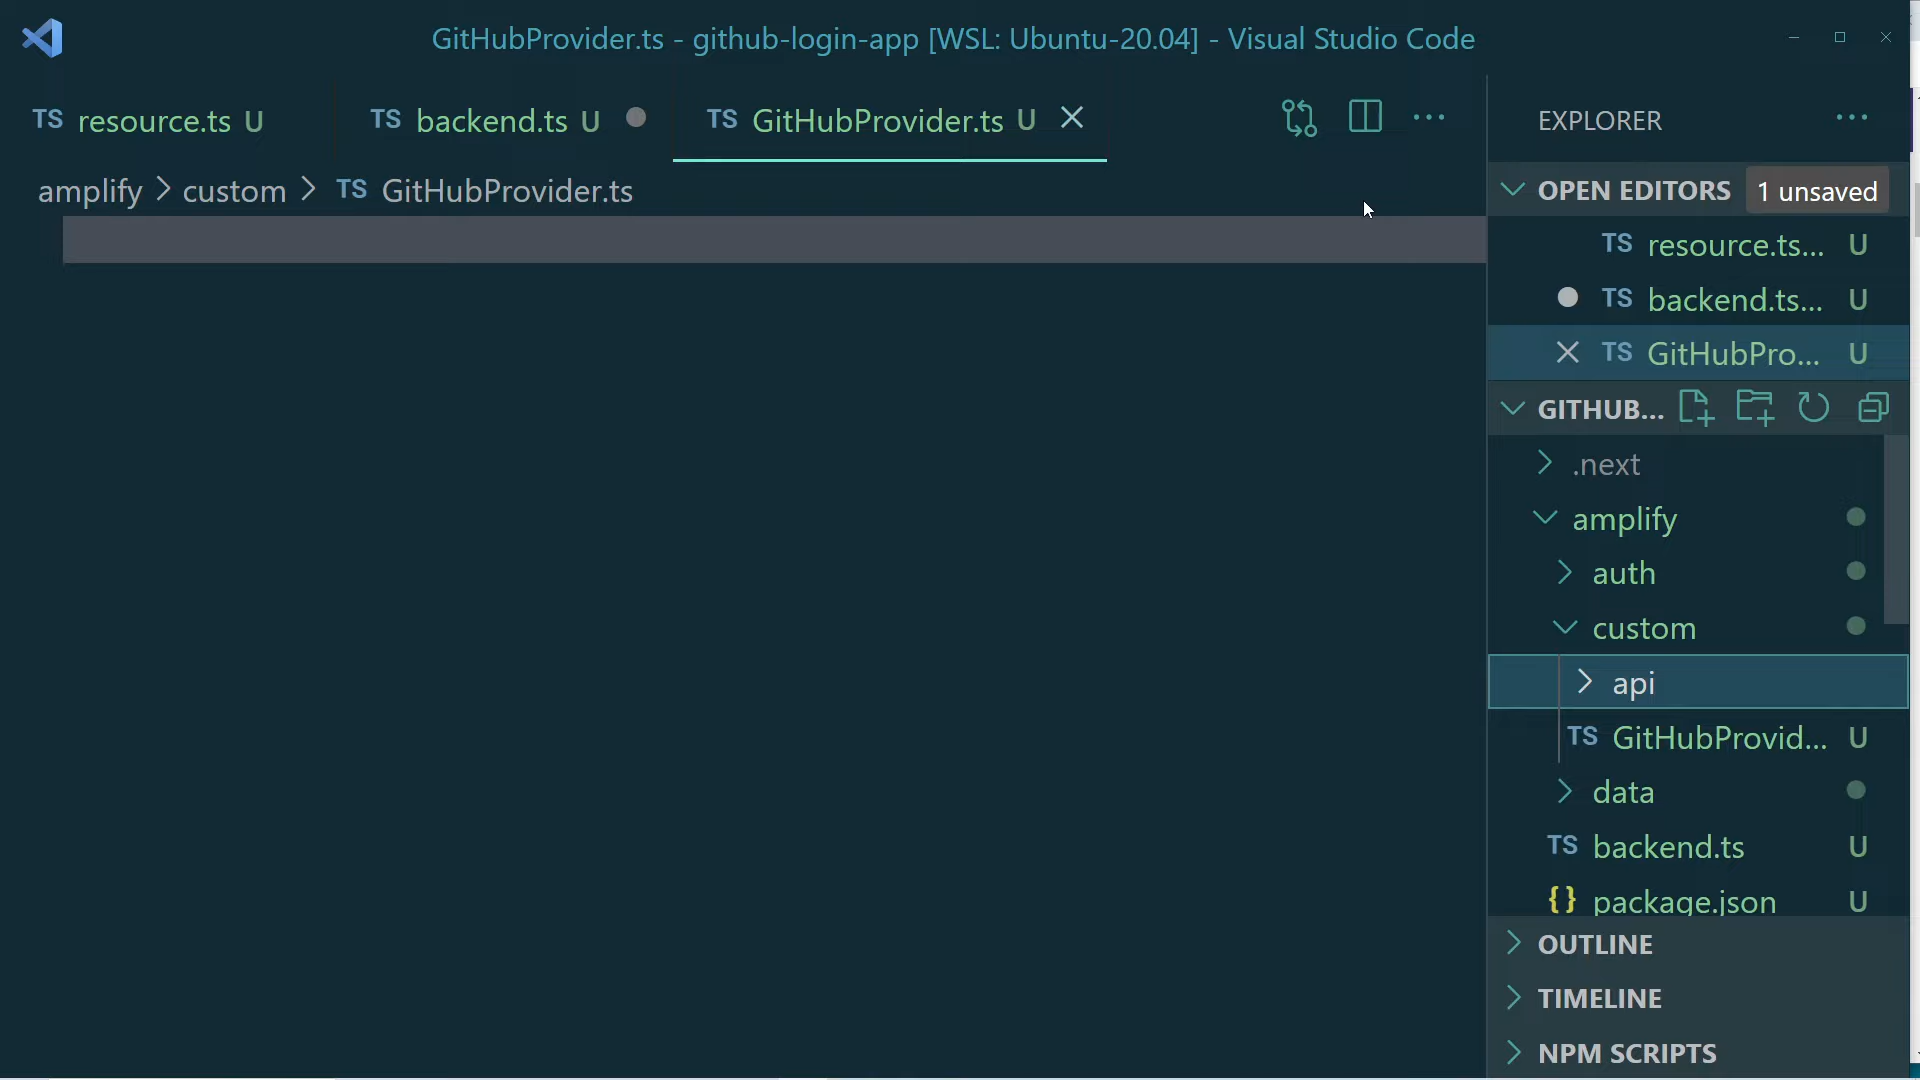 GitHubProvider.ts - github-login-app [WSL: Ubuntu-20.04] - Visual Studio Code
TS resource.ts U
TS backend.ts U
TS GitHubProvider.ts U
amplify > custom > TS GitHubProvider.ts
EXPLORER
OPEN EDITORS 1 unsaved
TS resource.ts... U
TS backend.ts... U
TS GitHubPro... U
GITHUB...
.next
amplify
auth
custom
api
TS GitHubProvid... U
data
TS backend.ts U
{} package.json U
OUTLINE
TIMELINE
NPM SCRIPTS